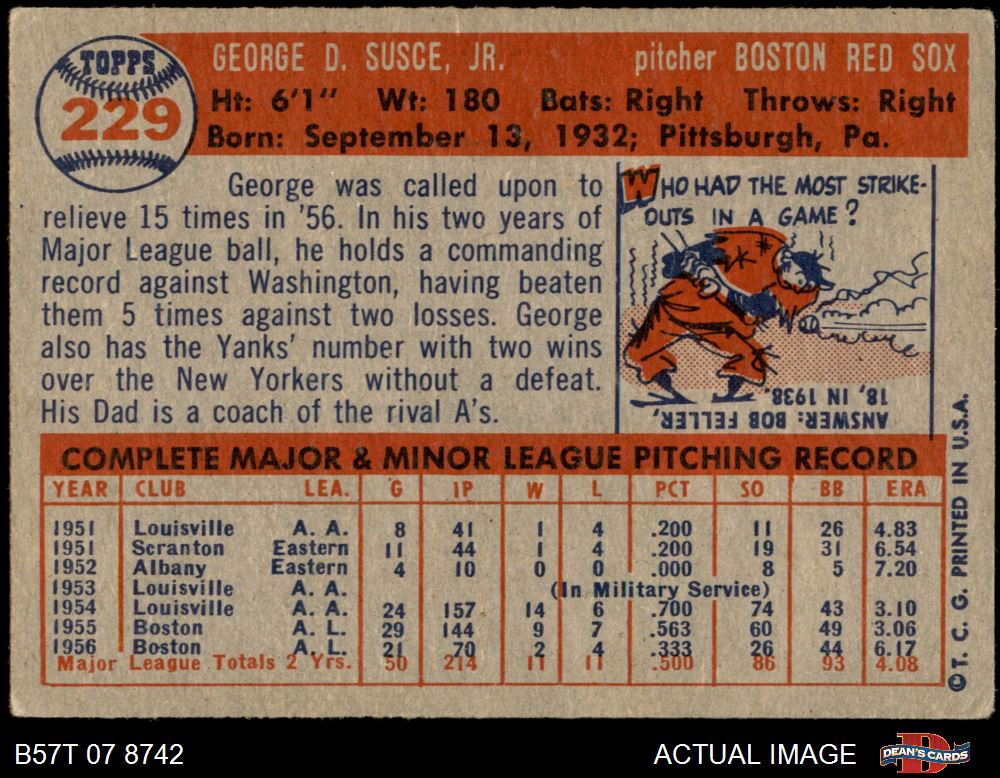 TOPPS
229
GEORGE D. SUSCE, JR. pitcher BOSTON RED SOX
Ht: 6'1" Wt: 180 Bats: Right Throws: Right
Born: September 13, 1932; Pittsburgh, Pa.
George was called upon to
relieve 15 times in '56. In his two years of
Major League ball, he holds a commanding
record against Washington, having beaten
them 5 times against two losses. George
also has the Yanks' number with two wins
over the New Yorkers without a defeat.
His Dad is a coach of the rival A's.
WHO HAD THE MOST STRIKE-
OUTS IN A GAME?
ANSWER: BOB FELLER,
18, IN 1938.
COMPLETE MAJOR & MINOR LEAGUE PITCHING RECORD
YEAR CLUB LEA. G IP W L PCT SO BB ERA
1951 Louisville A. A. 8 41 1 4 .200 11 26 4.83
1951 Scranton Eastern 11 44 1 4 .200 19 31 6.54
1952 Albany Eastern 4 10 0 0 .000 8 5 7.20
1953 Louisville A. A. (In Military Service)
1954 Louisville A. A. 24 157 14 6 .700 74 43 3.10
1955 Boston A. L. 29 144 9 7 .563 60 49 3.06
1956 Boston A. L. 21 70 2 4 .333 26 44 6.17
Major League Totals 2 Yrs. 50 214 11 11 .500 86 93 4.08
©T. C. G. PRINTED IN U.S.A.
B57T 07 8742
ACTUAL IMAGE
DEAN'S CARDS